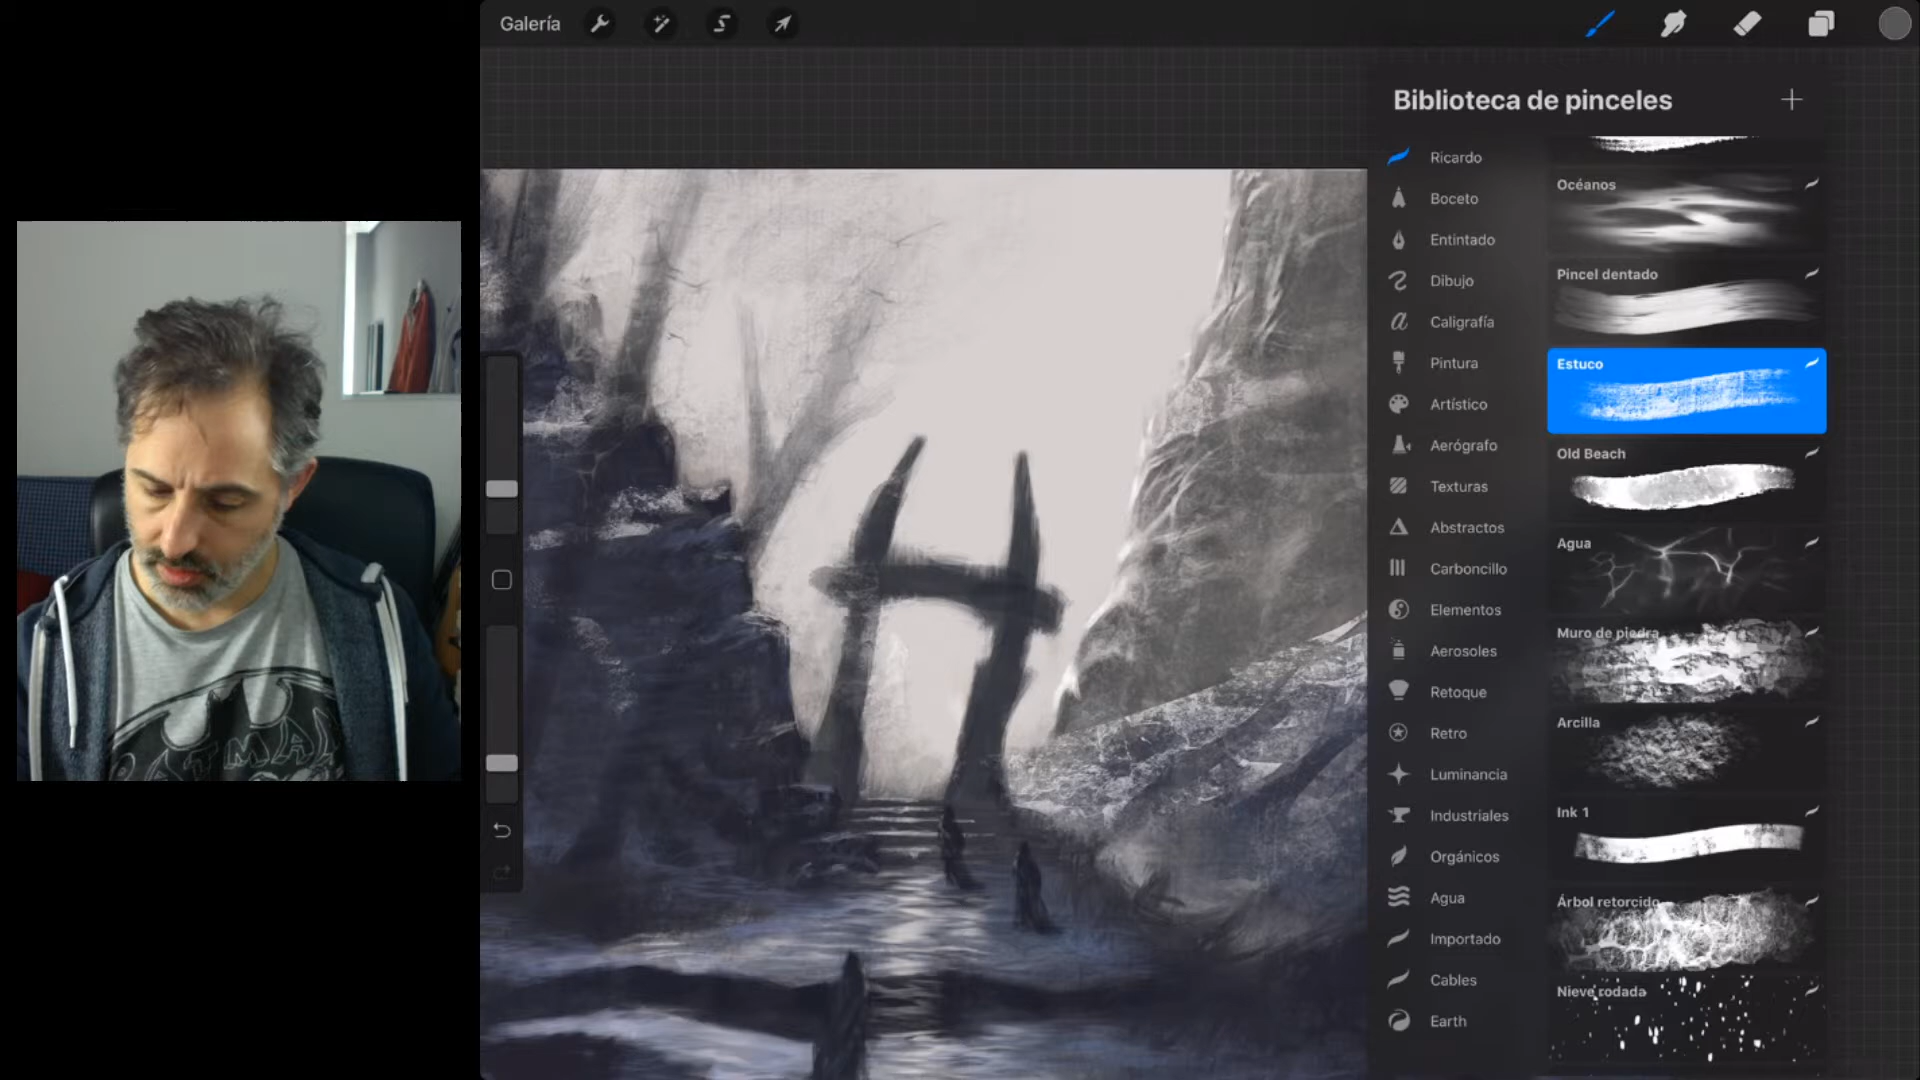 Galería
Biblioteca de pinceles
Ricardo
Boceto
Entintado
Dibujo
Caligrafía
Pintura
Artístico
Aerógrafo
Texturas
Abstractos
Carboncillo
Elementos
Aerosoles
Retoque
Retro
Luminancia
Industriales
Orgánicos
Agua
Importado
Cables
Earth
Océanos
Pincel dentado
Estuco
Old Beach
Agua
Muro de piedra
Arcilla
Ink 1
Árbol retorcido
Nieve rodada
BATMAN